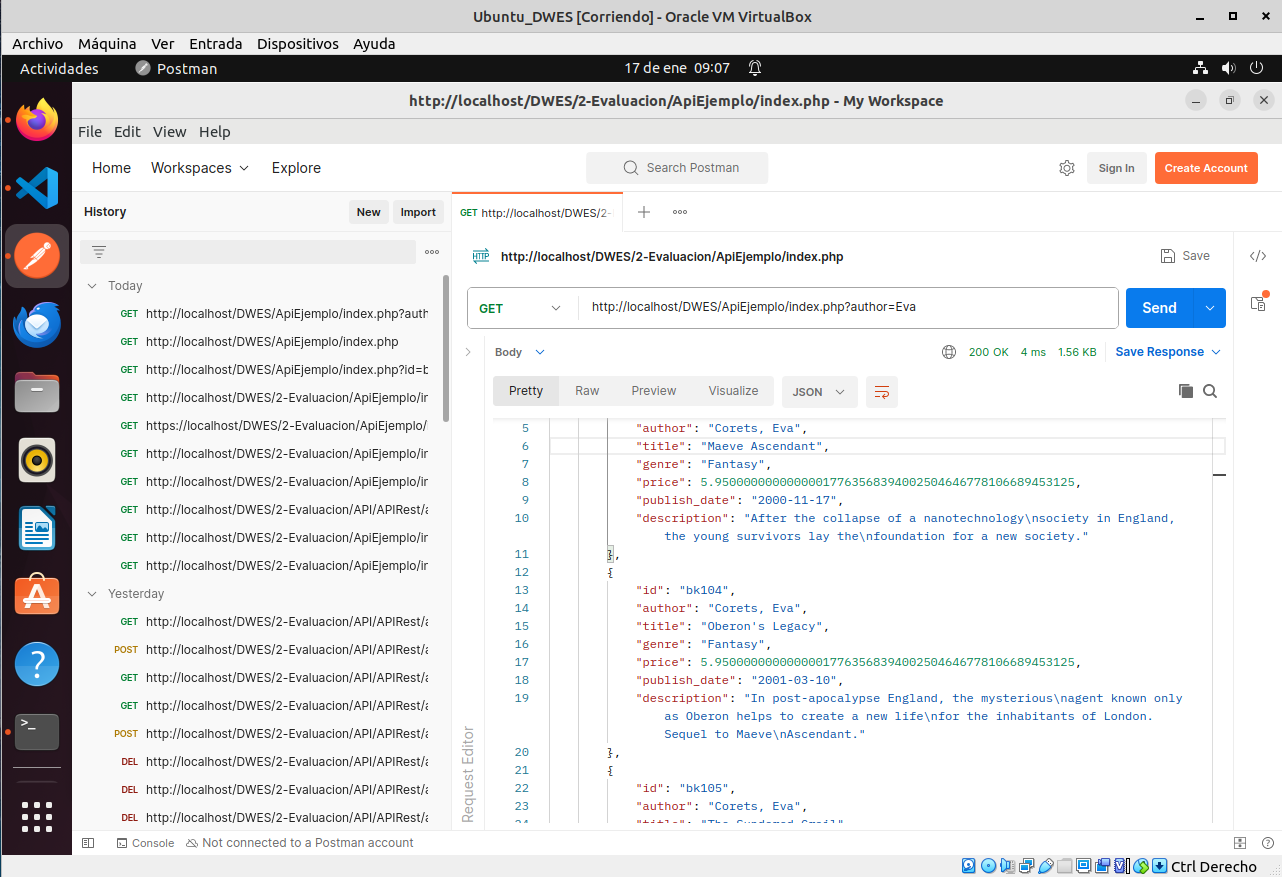 Ubuntu_DWES [Corriendo] - Oracle VM VirtualBox
Archivo Máquina Ver Entrada Dispositivos Ayuda
Actividades Postman 17 de ene 09:07
http://localhost/DWES/2-Evaluacion/ApiEjemplo/index.php - My Workspace
File Edit View Help
Home Workspaces Explore Search Postman Sign In Create Account
History New Import
GET http://localhost/DWES/2-
Today
GET http://localhost/DWES/ApiEjemplo/index.php?auth
GET http://localhost/DWES/ApiEjemplo/index.php
GET http://localhost/DWES/ApiEjemplo/index.php?id=b
GET http://localhost/DWES/2-Evaluacion/ApiEjemplo/in
GET https://localhost/DWES/2-Evaluacion/ApiEjemplo/
GET http://localhost/DWES/2-Evaluacion/ApiEjemplo/in
GET http://localhost/DWES/2-Evaluacion/ApiEjemplo/in
GET http://localhost/DWES/2-Evaluacion/API/APIRest/a
GET http://localhost/DWES/2-Evaluacion/ApiEjemplo/in
GET http://localhost/DWES/2-Evaluacion/ApiEjemplo/in
Yesterday
GET http://localhost/DWES/2-Evaluacion/API/APIRest/a
POST http://localhost/DWES/2-Evaluacion/API/APIRest/a
GET http://localhost/DWES/2-Evaluacion/API/APIRest/a
GET http://localhost/DWES/2-Evaluacion/API/APIRest/a
POST http://localhost/DWES/2-Evaluacion/API/APIRest/a
DEL http://localhost/DWES/2-Evaluacion/API/APIRest/a
DEL http://localhost/DWES/2-Evaluacion/API/APIRest/a
DEL http://localhost/DWES/2-Evaluacion/API/APIRest/a
HTTP http://localhost/DWES/2-Evaluacion/ApiEjemplo/index.php Save
GET http://localhost/DWES/ApiEjemplo/index.php?author=Eva Send
Body 200 OK 4 ms 1.56 KB Save Response
Pretty Raw Preview Visualize JSON
5 "author": "Corets, Eva",
6 "title": "Maeve Ascendant",
7 "genre": "Fantasy",
8 "price": 5.9500000000000001776356839400250464677810668945312​5,
9 "publish_date": "2000-11-17",
10 "description": "After the collapse of a nanotechnology\nsociety in England,
the young survivors lay the\nfoundation for a new society."
11 },
12 {
13 "id": "bk104",
14 "author": "Corets, Eva",
15 "title": "Oberon's Legacy",
16 "genre": "Fantasy",
17 "price": 5.95000000000000017763568394002504646778106689453125,
18 "publish_date": "2001-03-10",
19 "description": "In post-apocalypse England, the mysterious\nagent known only
as Oberon helps to create a new life\nfor the inhabitants of London.
Sequel to Maeve\nAscendant."
20 },
21 {
22 "id": "bk105",
23 "author": "Corets, Eva",
24 "title": "The Sundered Grail"
Request Editor
Console Not connected to a Postman account
Ctrl Derecho